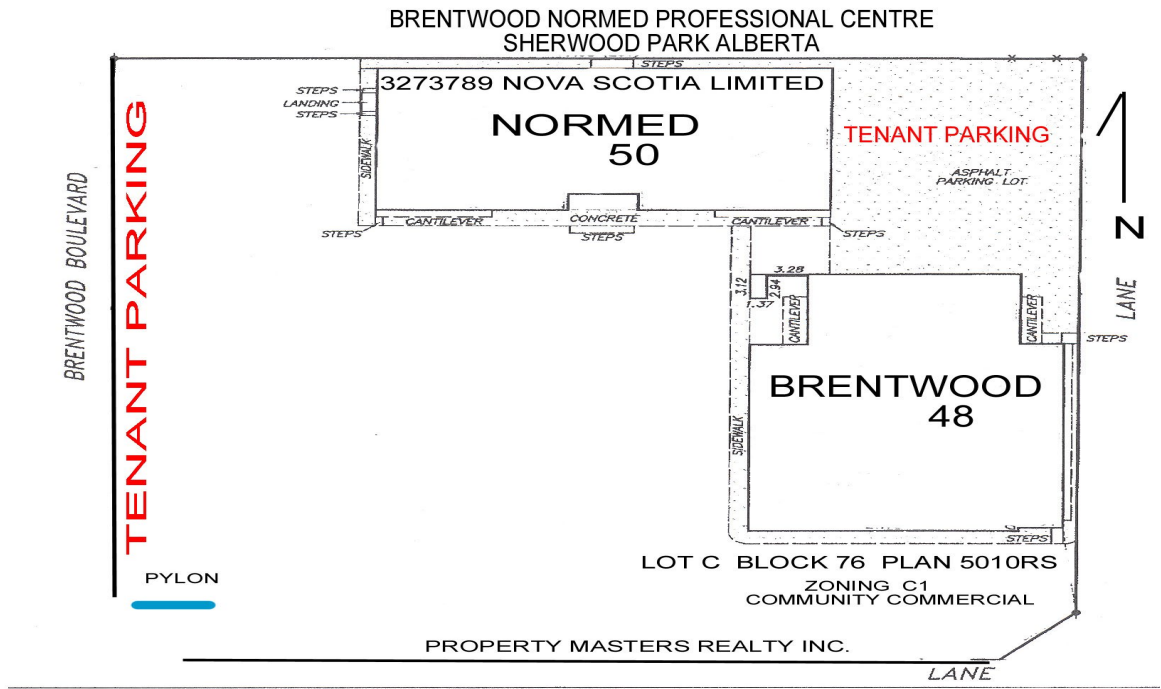 BRENTWOOD NORMED PROFESSIONAL CENTRE
SHERWOOD PARK ALBERTA
STEPS
3273789 NOVA SCOTIA LIMITED
STEPS
LANDING
STEPS
NORMED
50
TENANT PARKING
ASPHALT
PARKING LOT
SIDEWALK
TENANT PARKING
BRENTWOOD BOULEVARD
N
LANE
CANTILEVER
CONCRETE
CANTILEVER
STEPS
STEPS
STEPS
3.28
3.12
2.94
1.37
CANTILEVER
CANTILEVER
STEPS
BRENTWOOD
48
SIDEWALK
STEPS
LOT C BLOCK 76 PLAN 5010RS
ZONING C1
COMMUNITY COMMERCIAL
PYLON
PROPERTY MASTERS REALTY INC.
LANE